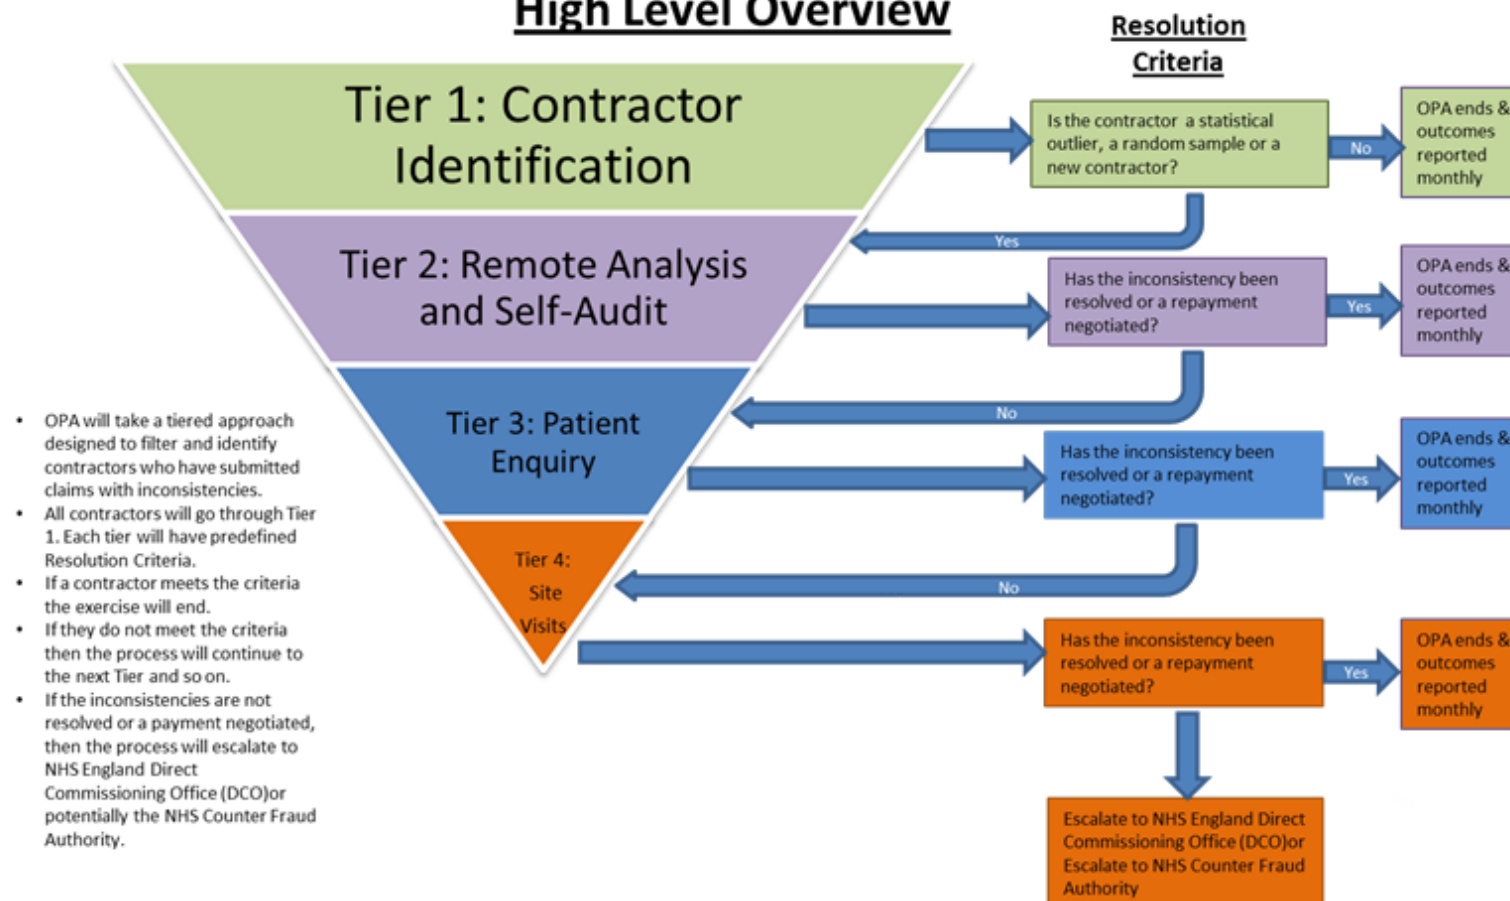 High Level Overview
Resolution
Criteria
Tier 1: Contractor
Identification
Is the contractor a statistical
outlier, a random sample or a
new contractor?
No
OPA ends &
outcomes
reported
monthly
Yes
Tier 2: Remote Analysis
and Self-Audit
Has the inconsistency been
resolved or a repayment
negotiated?
Yes
OPA ends &
outcomes
reported
monthly
No
Tier 3: Patient
Enquiry
Has the inconsistency been
resolved or a repayment
negotiated?
Yes
OPA ends &
outcomes
reported
monthly
No
Tier 4:
Site
Visits
Has the inconsistency been
resolved or a repayment
negotiated?
Yes
OPA ends &
outcomes
reported
monthly
Escalate to NHS England Direct
Commissioning Office (DCO)or
Escalate to NHS Counter Fraud
Authority
• OPA will take a tiered approach
designed to filter and identify
contractors who have submitted
claims with inconsistencies.
• All contractors will go through Tier
1. Each tier will have predefined
Resolution Criteria.
• If a contractor meets the criteria
the exercise will end.
• If they do not meet the criteria
then the process will continue to
the next Tier and so on.
• If the inconsistencies are not
resolved or a payment negotiated,
then the process will escalate to
NHS England Direct
Commissioning Office (DCO)or
potentially the NHS Counter Fraud
Authority.